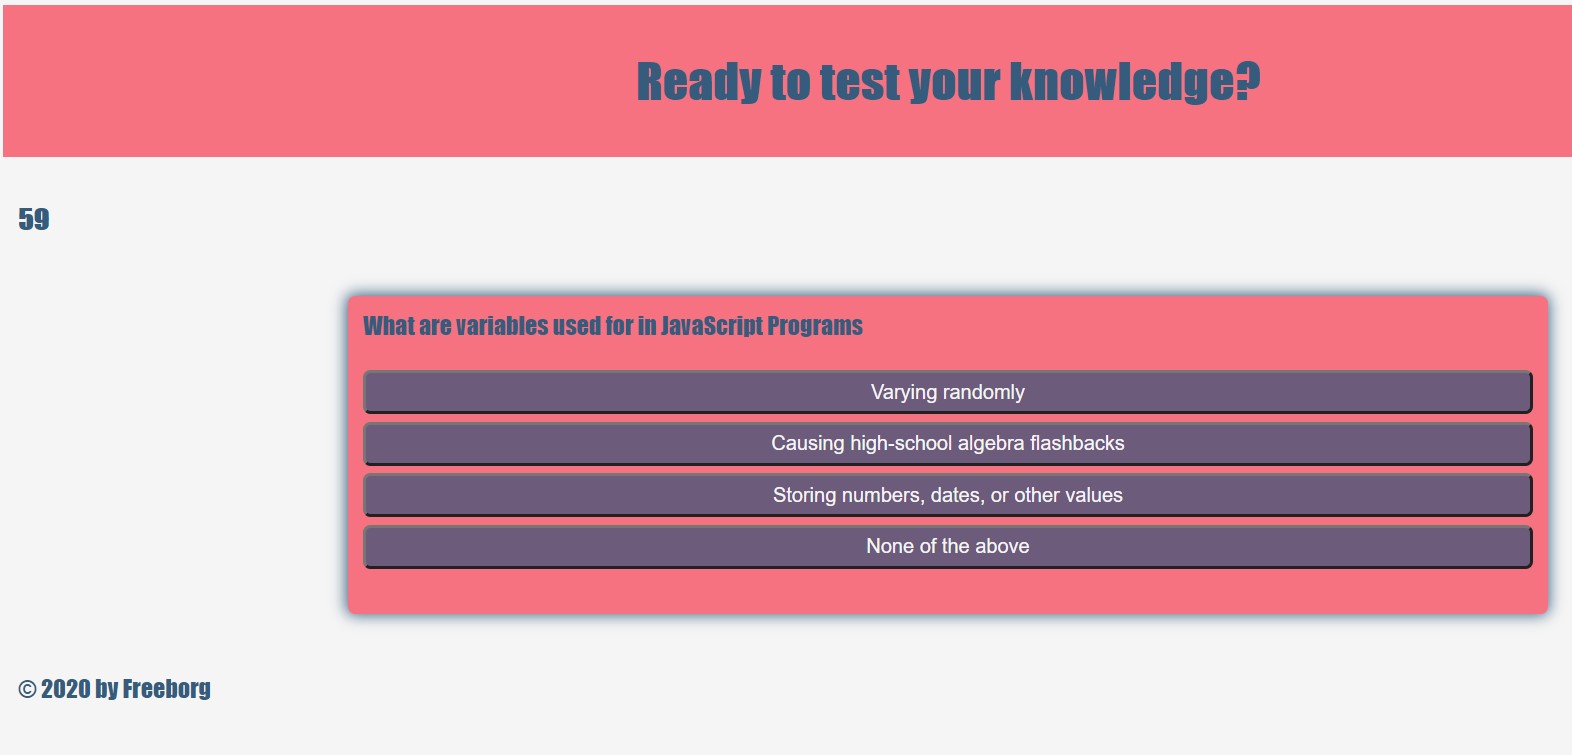 Ready to test your knowledge?
59
What are variables used for in JavaScript Programs
Varying randomly
Causing high-school algebra flashbacks
Storing numbers, dates, or other values
None of the above
© 2020 by Freeborg